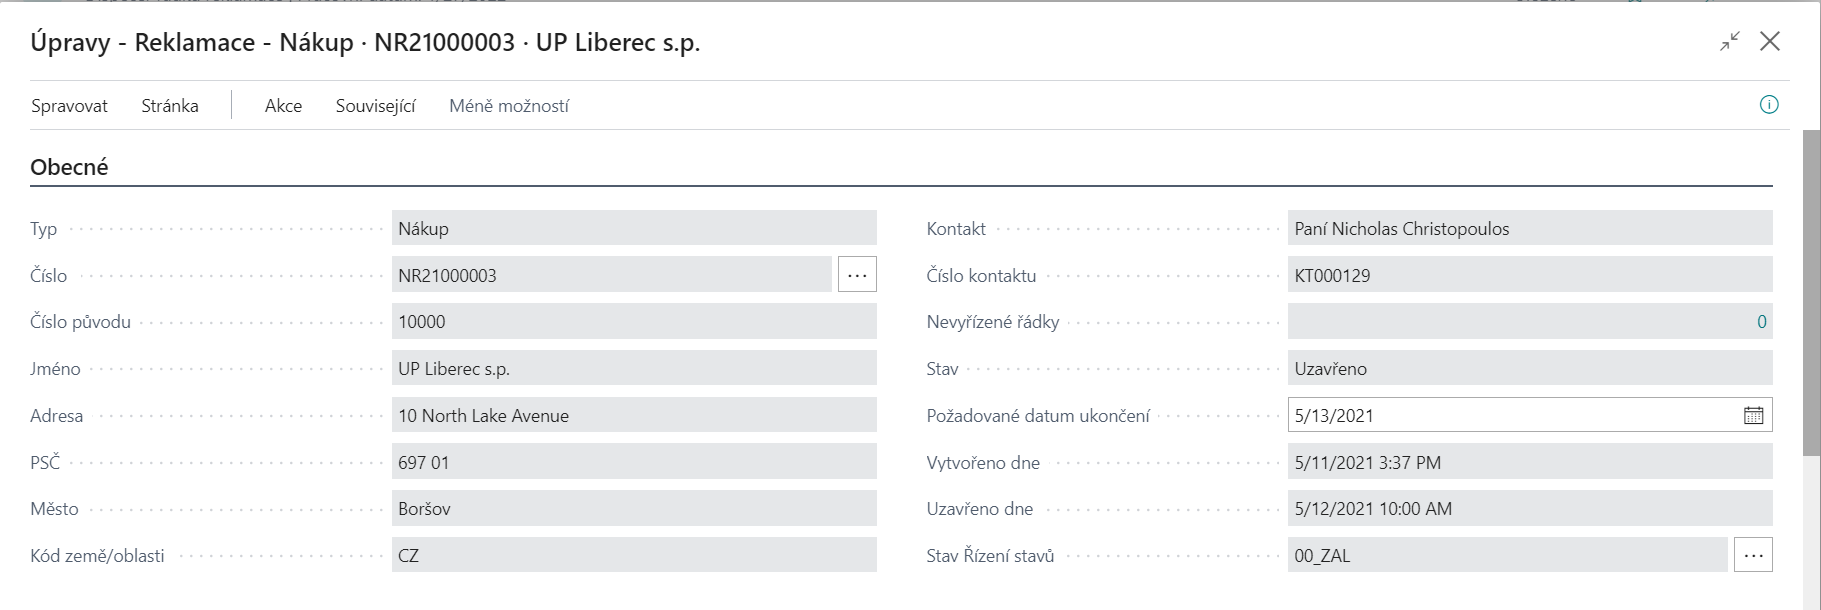 Úpravy - Reklamace - Nákup · NR21000003 · UP Liberec s.p.
Spravovat Stránka Akce Související Méně možností
Obecné
Typ Nákup
Číslo NR21000003
Číslo původu 10000
Jméno UP Liberec s.p.
Adresa 10 North Lake Avenue
PSČ 697 01
Město Boršov
Kód země/oblasti CZ
Kontakt Paní Nicholas Christopoulos
Číslo kontaktu KT000129
Nevyřízené řádky 0
Stav Uzavřeno
Požadované datum ukončení 5/13/2021
Vytvořeno dne 5/11/2021 3:37 PM
Uzavřeno dne 5/12/2021 10:00 AM
Stav Řízení stavů 00_ZAL